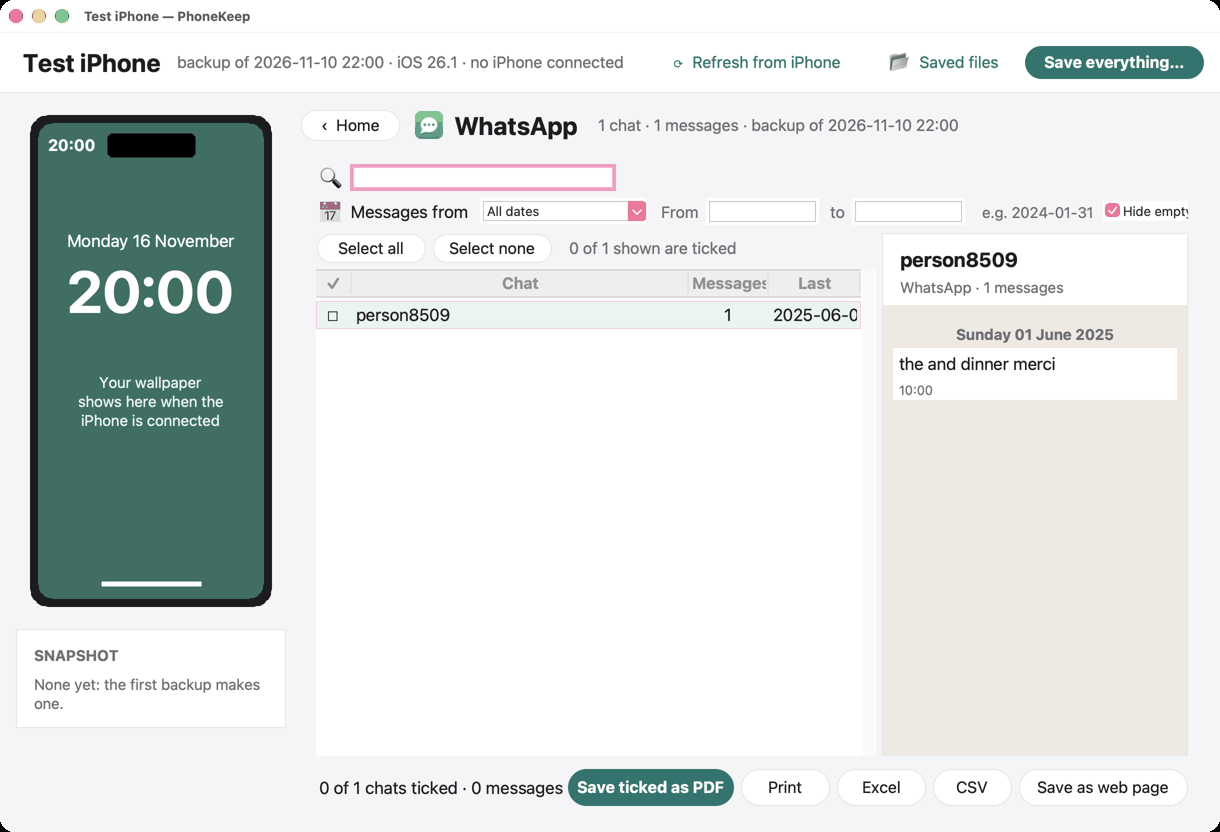 Test iPhone — PhoneKeep
Test iPhone backup of 2026-11-10 22:00 · iOS 26.1 · no iPhone connected Refresh from iPhone Saved files Save everything...
20:00
Monday 16 November
20:00
Your wallpaper
shows here when the
iPhone is connected
SNAPSHOT
None yet: the first backup makes
one.
‹ Home WhatsApp 1 chat · 1 messages · backup of 2026-11-10 22:00
17 Messages from All dates From to e.g. 2024-01-31 Hide empty
Select all Select none 0 of 1 shown are ticked
✓ Chat Messages Last
person8509 1 2025-06-0
person8509
WhatsApp · 1 messages
Sunday 01 June 2025
the and dinner merci
10:00
0 of 1 chats ticked · 0 messages Save ticked as PDF Print Excel CSV Save as web page